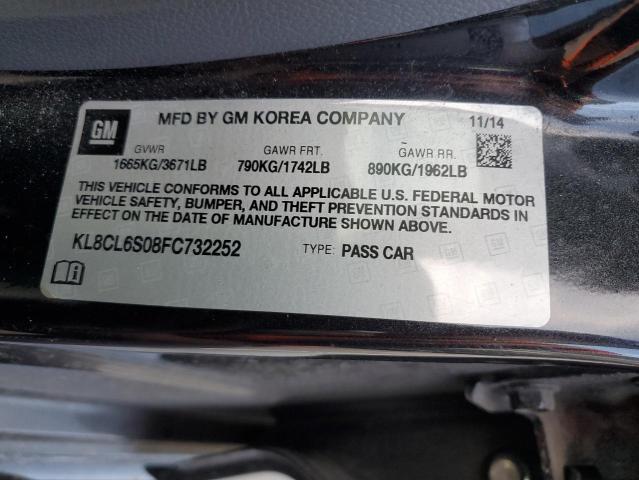 GM
MFD BY GM KOREA COMPANY
11/14
GVWR
1665KG/3671LB
GAWR FRT.
790KG/1742LB
GAWR RR.
890KG/1962LB
THIS VEHICLE CONFORMS TO ALL APPLICABLE U.S. FEDERAL MOTOR
VEHICLE SAFETY, BUMPER, AND THEFT PREVENTION STANDARDS IN
EFFECT ON THE DATE OF MANUFACTURE SHOWN ABOVE.
KL8CL6S08FC732252
TYPE: PASS CAR